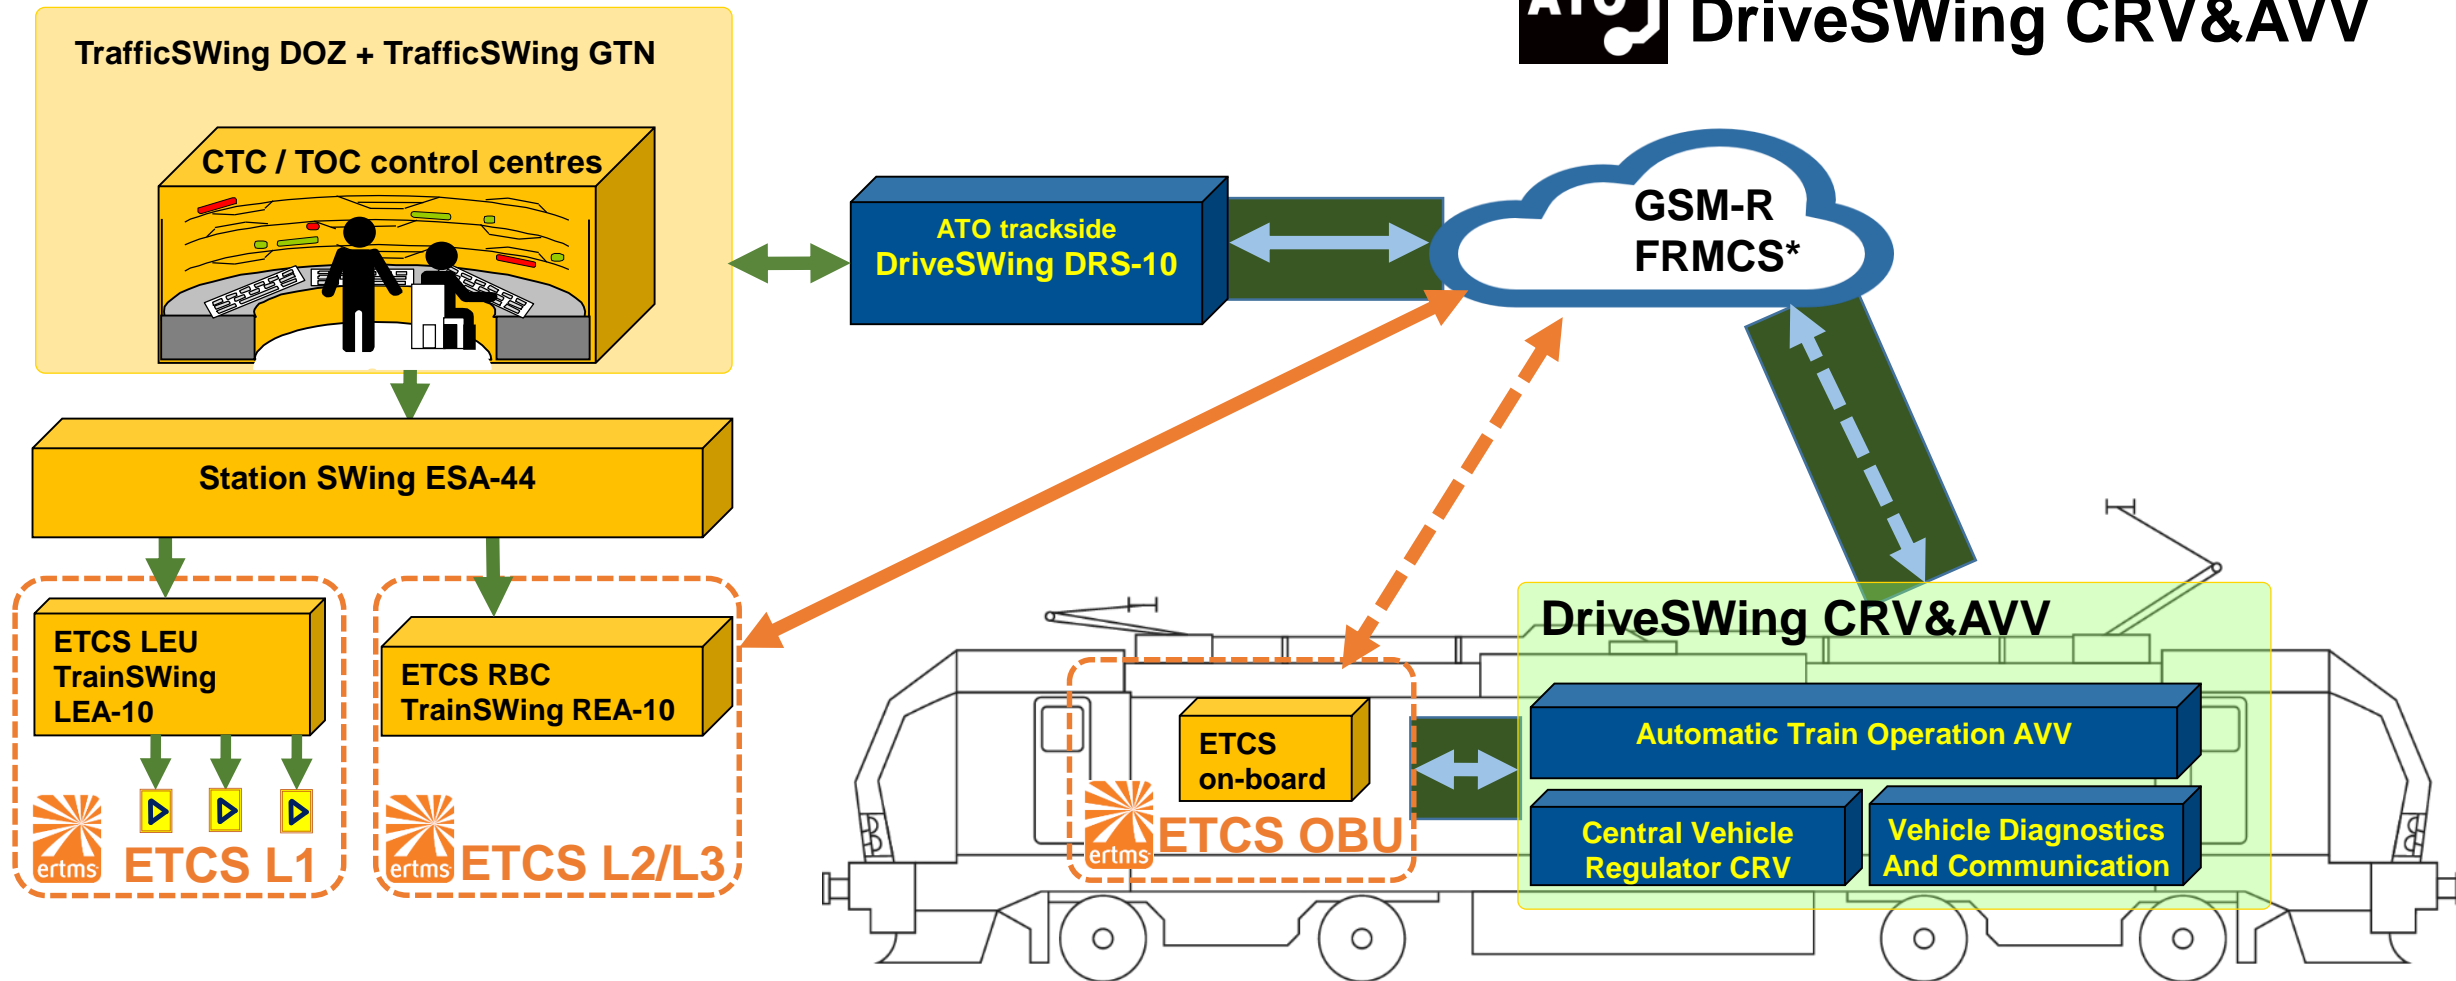 ATO
DriveSWing CRV&AVV
TrafficSWing DOZ + TrafficSWing GTN
CTC / TOC control centres
ATO trackside
DriveSWing DRS-10
GSM-R
FRMCS*
Station SWing ESA-44
ETCS LEU
TrainSWing
LEA-10
ETCS RBC
TrainSWing REA-10
ertms
ETCS L1
ertms
ETCS L2/L3
DriveSWing CRV&AVV
ETCS
on-board
ertms
ETCS OBU
Automatic Train Operation AVV
Central Vehicle
Regulator CRV
Vehicle Diagnostics
And Communication